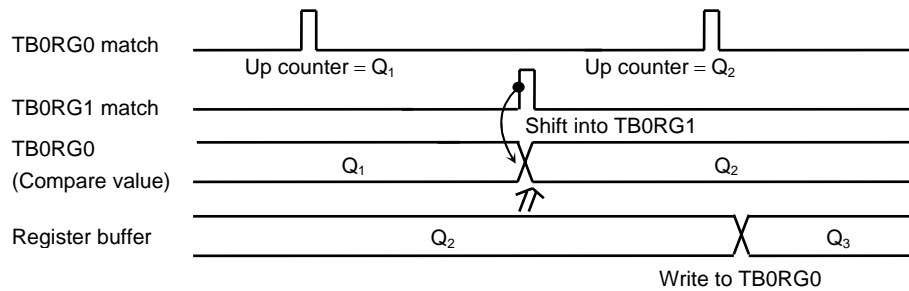 TB0RG0 match
Up counter = Q₁
Up counter = Q₂
TB0RG1 match
Shift into TB0RG1
TB0RG0
(Compare value)
Q₁
Q₂
Register buffer
Q₂
Q₃
Write to TB0RG0